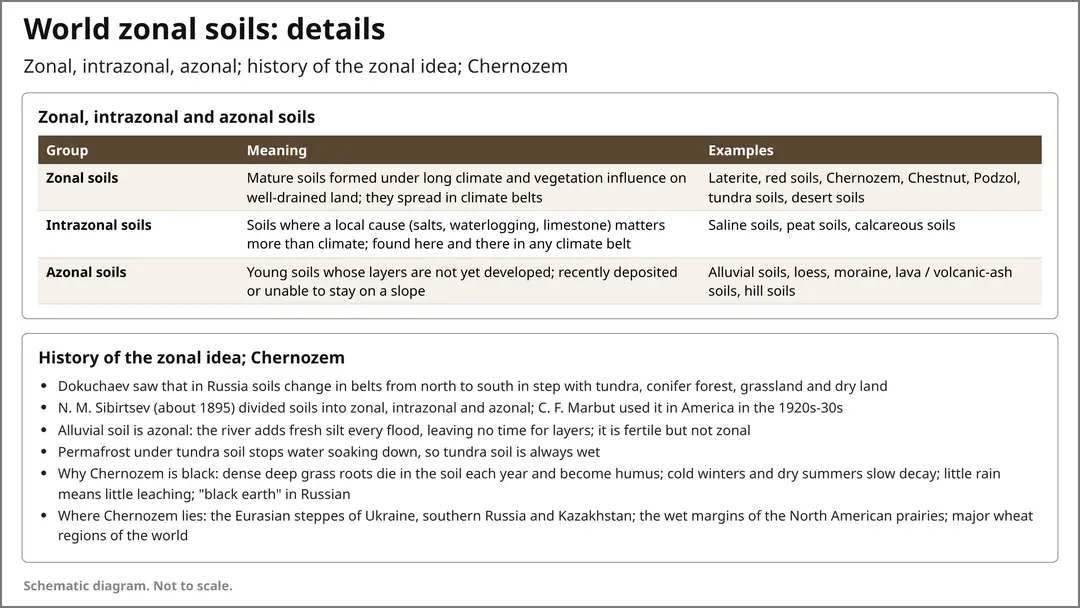 World zonal soils: details
Zonal, intrazonal, azonal; history of the zonal idea; Chernozem
Zonal, intrazonal and azonal soils
Group Meaning Examples
Zonal soils Mature soils formed under long climate and vegetation influence on Laterite, red soils, Chernozem, Chestnut, Podzol,
well-drained land; they spread in climate belts tundra soils, desert soils
Intrazonal soils Soils where a local cause (salts, waterlogging, limestone) matters Saline soils, peat soils, calcareous soils
more than climate; found here and there in any climate belt
Azonal soils Young soils whose layers are not yet developed; recently deposited Alluvial soils, loess, moraine, lava / volcanic-ash
or unable to stay on a slope soils, hill soils
History of the zonal idea; Chernozem
• Dokuchaev saw that in Russia soils change in belts from north to south in step with tundra, conifer forest, grassland and dry land
• N. M. Sibirtsev (about 1895) divided soils into zonal, intrazonal and azonal; C. F. Marbut used it in America in the 1920s-30s
• Alluvial soil is azonal: the river adds fresh silt every flood, leaving no time for layers; it is fertile but not zonal
• Permafrost under tundra soil stops water soaking down, so tundra soil is always wet
• Why Chernozem is black: dense deep grass roots die in the soil each year and become humus; cold winters and dry summers slow decay; little rain
means little leaching; "black earth" in Russian
• Where Chernozem lies: the Eurasian steppes of Ukraine, southern Russia and Kazakhstan; the wet margins of the North American prairies; major wheat
regions of the world
Schematic diagram. Not to scale.